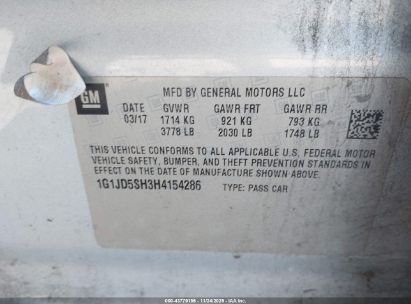 GM
MFD BY GENERAL MOTORS LLC
DATE GVWR GAWR FRT GAWR RR
03/17 1714 KG 921 KG 793 KG
3778 LB 2030 LB 1748 LB
THIS VEHICLE CONFORMS TO ALL APPLICABLE U.S. FEDERAL MOTOR
VEHICLE SAFETY, BUMPER, AND THEFT PREVENTION STANDARDS IN
EFFECT ON THE DATE OF MANUFACTURE SHOWN ABOVE.
1G1JD5SH3H4154286 TYPE: PASS CAR